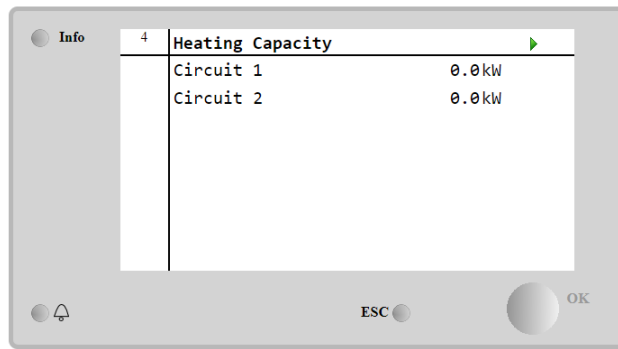 Info
4 Heating Capacity
Circuit 1 0.0kW
Circuit 2 0.0kW
ESC
OK